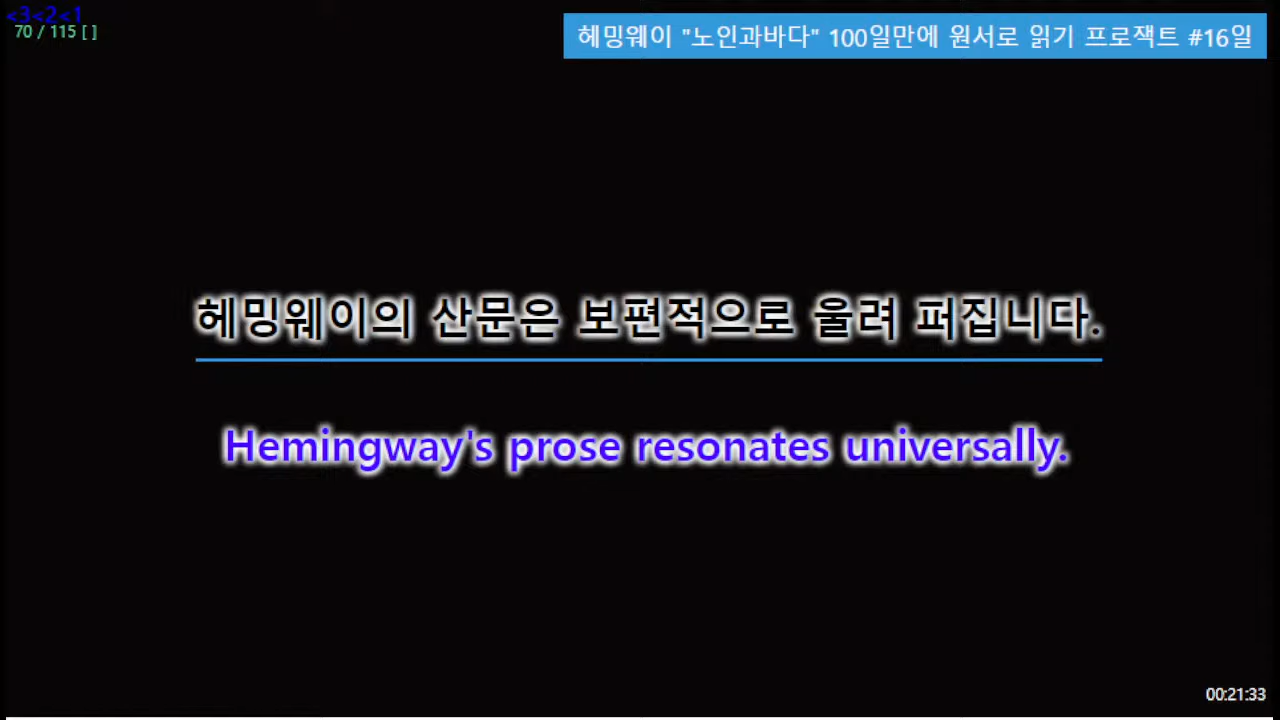 <3<2<1
70 / 115 [ ]
헤밍웨이 "노인과바다" 100일만에 원서로 읽기 프로잭트 #16일
헤밍웨이의 산문은 보편적으로 울려 퍼집니다.
Hemingway's prose resonates universally.
00:21:33